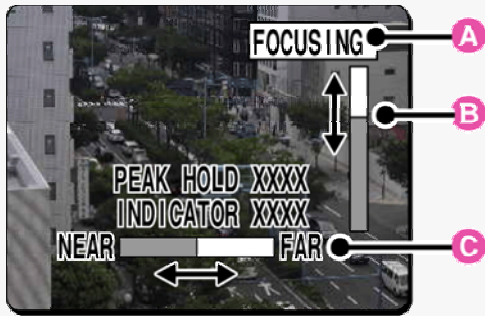 FOCUSING
A
B
PEAK HOLD XXXX
INDICATOR XXXX
NEAR FAR
C